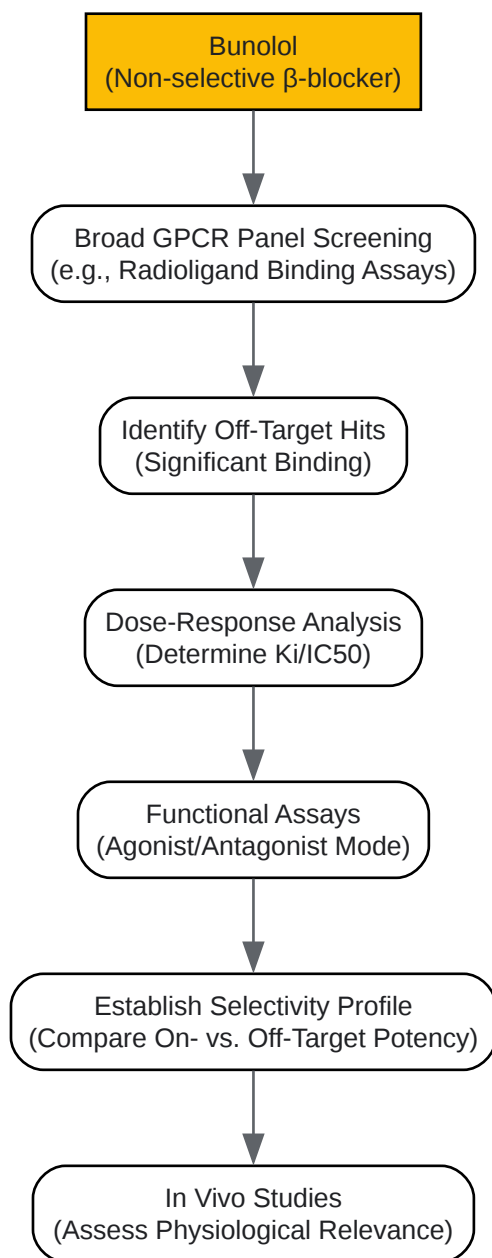 Bunolol
(Non-selective β-blocker)
Broad GPCR Panel Screening
(e.g., Radioligand Binding Assays)
Identify Off-Target Hits
(Significant Binding)
Dose-Response Analysis
(Determine Ki/IC50)
Functional Assays
(Agonist/Antagonist Mode)
Establish Selectivity Profile
(Compare On- vs. Off-Target Potency)
In Vivo Studies
(Assess Physiological Relevance)